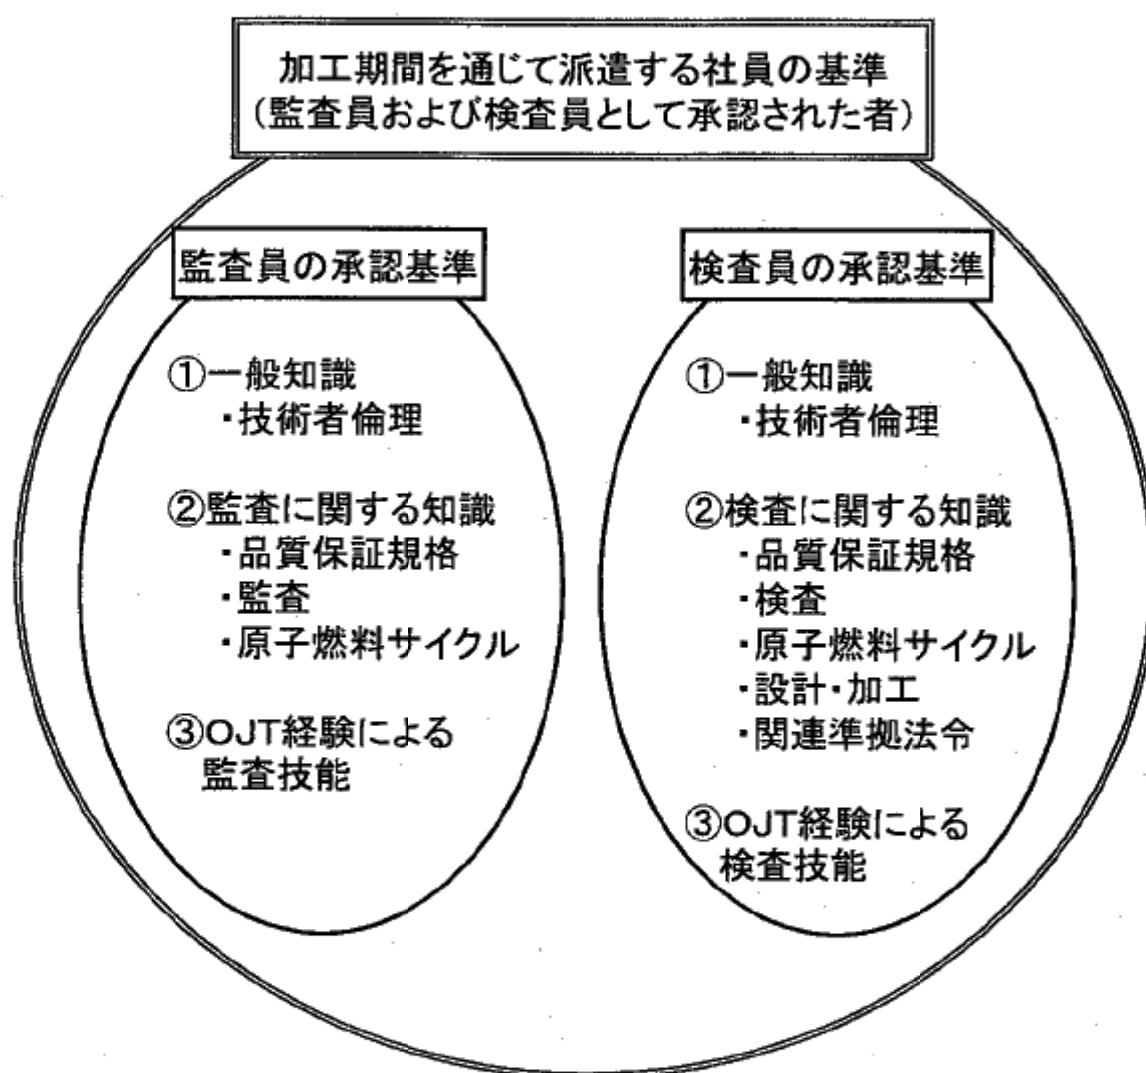 加工期間を通じて派遣する社員の基準
(監査員および検査員として承認された者)
監査員の承認基準
①一般知識
・技術者倫理
②監査に関する知識
・品質保証規格
・監査
・原子燃料サイクル
③OJT経験による
監査技能
検査員の承認基準
①一般知識
・技術者倫理
②検査に関する知識
・品質保証規格
・検査
・原子燃料サイクル
・設計・加工
・関連準拠法令
③OJT経験による
検査技能